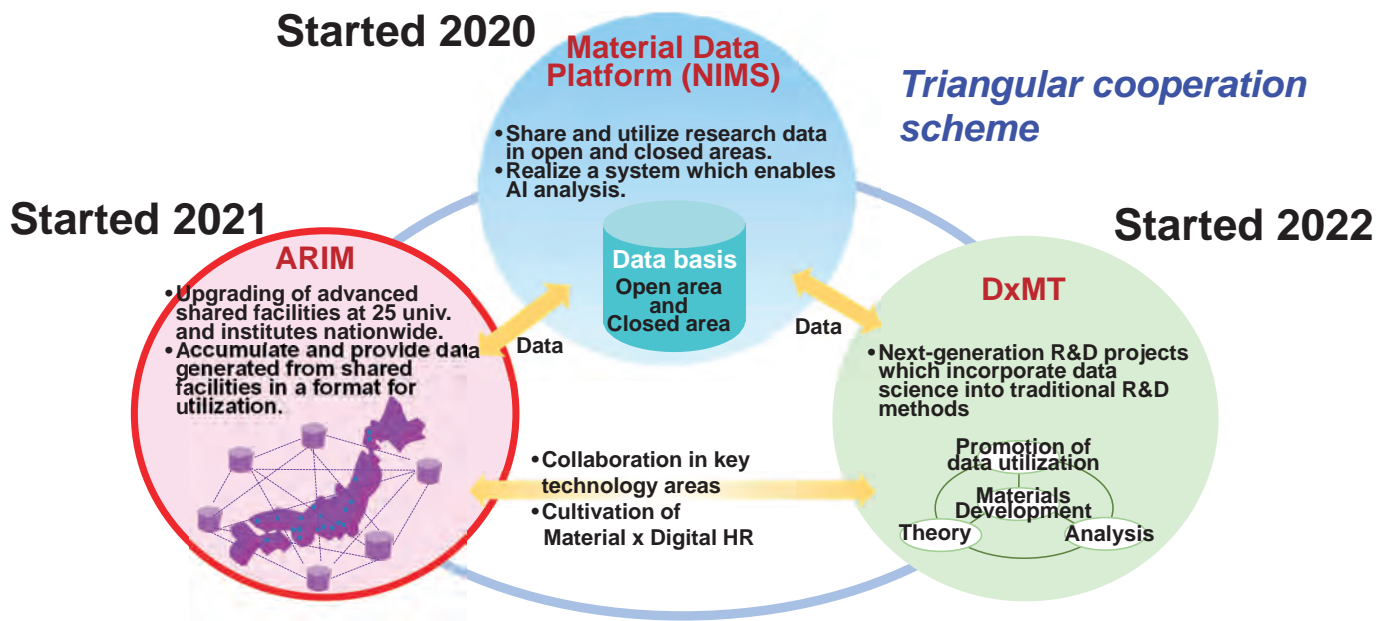 Started 2020
Material Data
Platform (NIMS)
Triangular cooperation
scheme
•Share and utilize research data
in open and closed areas.
•Realize a system which enables
AI analysis.
Data basis
Open area
and
Closed area
Started 2021
ARIM
•Upgrading of advanced
shared facilities at 25 univ.
and institutes nationwide.
•Accumulate and provide data
generated from shared
facilities in a format for
utilization.
Data
Data
Started 2022
DxMT
•Next-generation R&D projects
which incorporate data
science into traditional R&D
methods
Promotion of
data utilization
Materials
Development
Theory
Analysis
•Collaboration in key
technology areas
•Cultivation of
Material x Digital HR